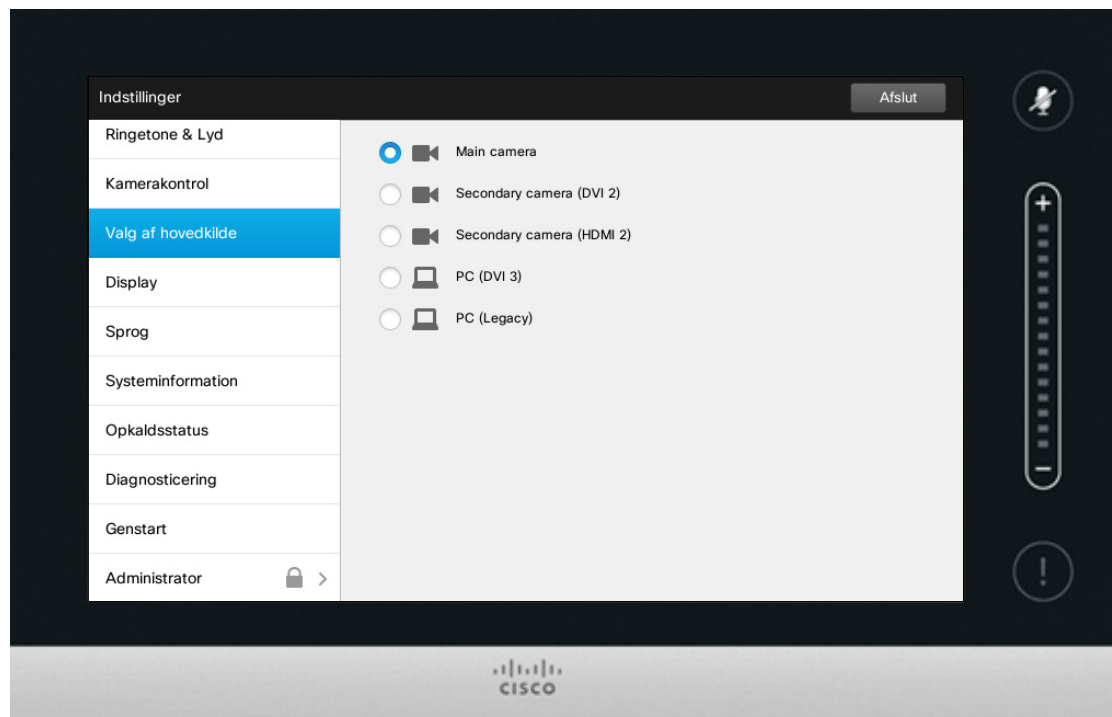 Indstillinger
Afslut
Ringetone & Lyd
Kamerakontrol
Valg af hovedkilde
Display
Sprog
Systeminformation
Opkaldsstatus
Diagnosticering
Genstart
Administrator
Main camera
Secondary camera (DVI 2)
Secondary camera (HDMI 2)
PC (DVI 3)
PC (Legacy)
+
−
!
CISCO